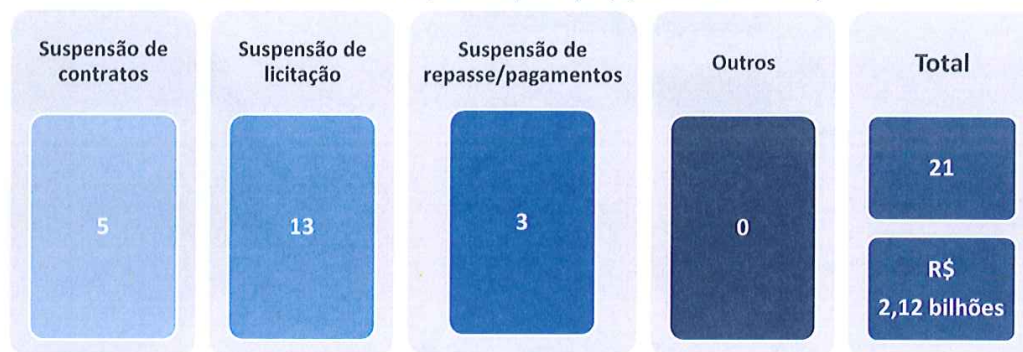 Suspensão de
contratos
5
Suspensão de
licitação
13
Suspensão de
repasse/pagamentos
3
Outros
0
Total
21
R$
2,12 bilhões